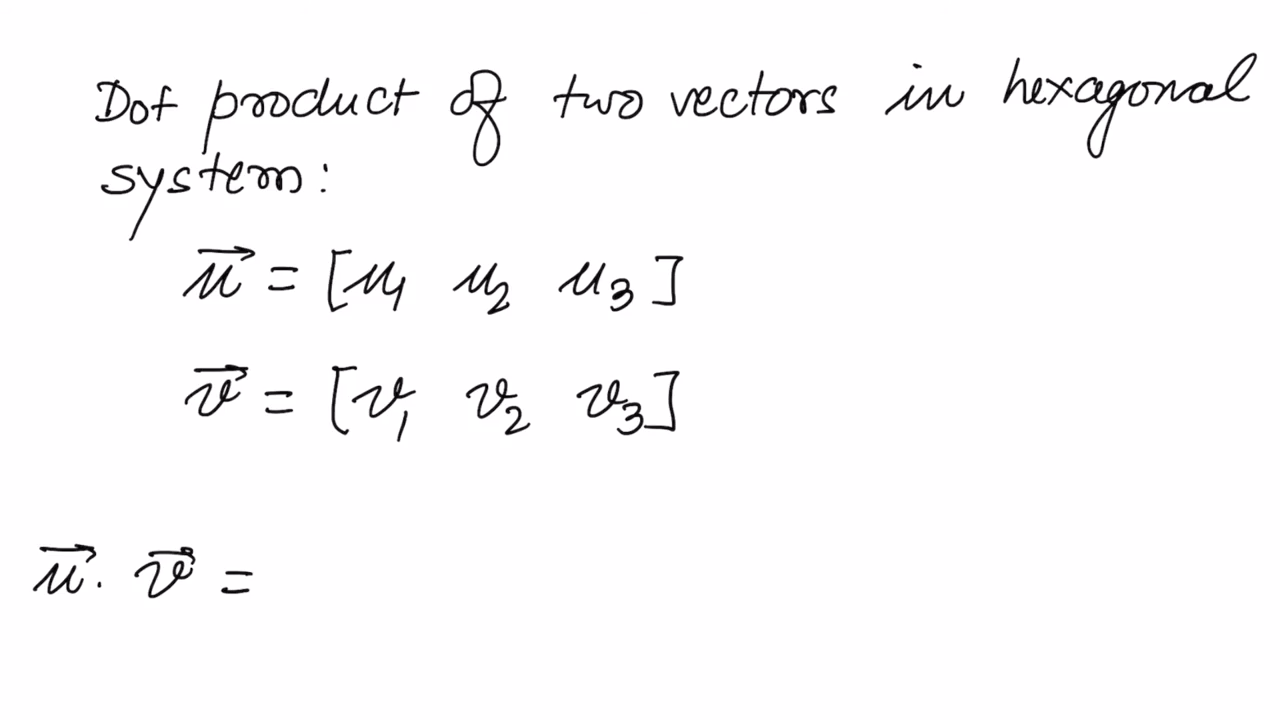 Dot product of two vectors in hexagonal
system:
u⃗ = [u₁ u₂ u₃]
v⃗ = [v₁ v₂ v₃]
u⃗ . v⃗ =